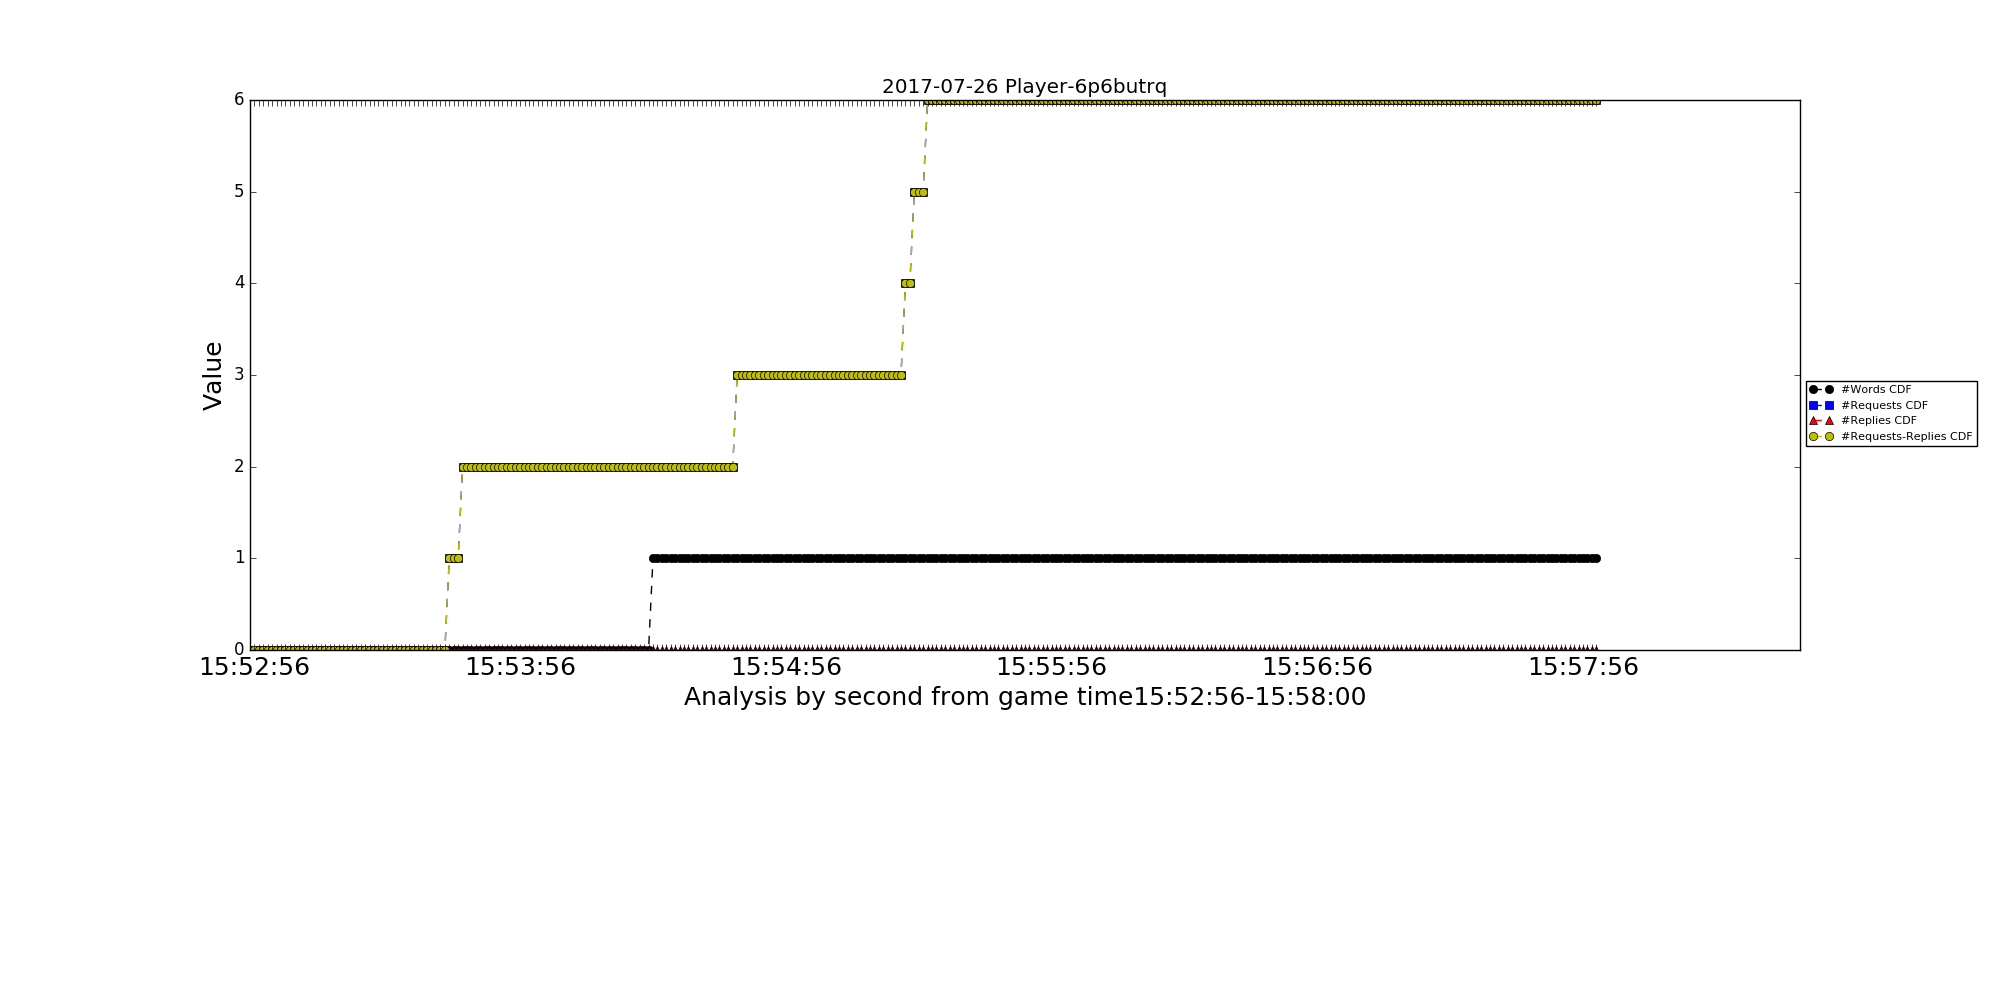 2017-07-26 Player-6p6butrq
6
5
4
3
2
1
0
Value
15:52:56 15:53:56 15:54:56 15:55:56 15:56:56 15:57:56
Analysis by second from game time15:52:56-15:58:00
#Words CDF
#Requests CDF
#Replies CDF
#Requests-Replies CDF